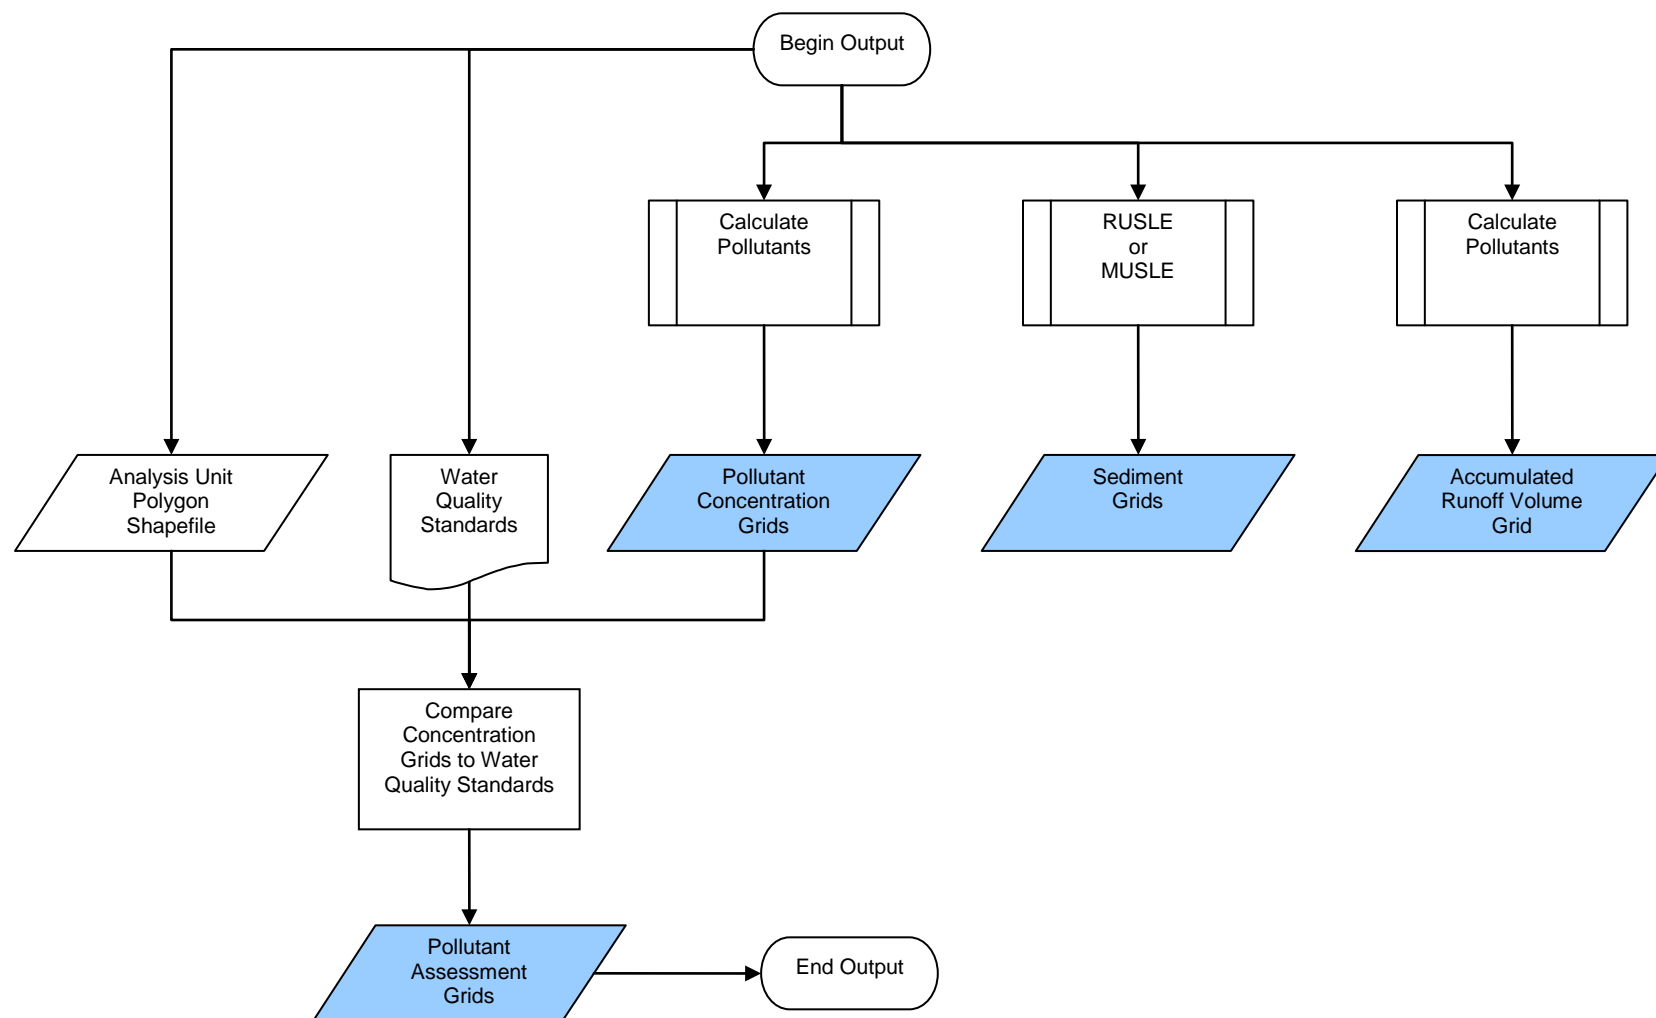 Begin Output
Calculate
Pollutants
RUSLE
or
MUSLE
Calculate
Pollutants
Analysis Unit
Polygon
Shapefile
Water
Quality
Standards
Pollutant
Concentration
Grids
Sediment
Grids
Accumulated
Runoff Volume
Grid
Compare
Concentration
Grids to Water
Quality Standards
Pollutant
Assessment
Grids
End Output